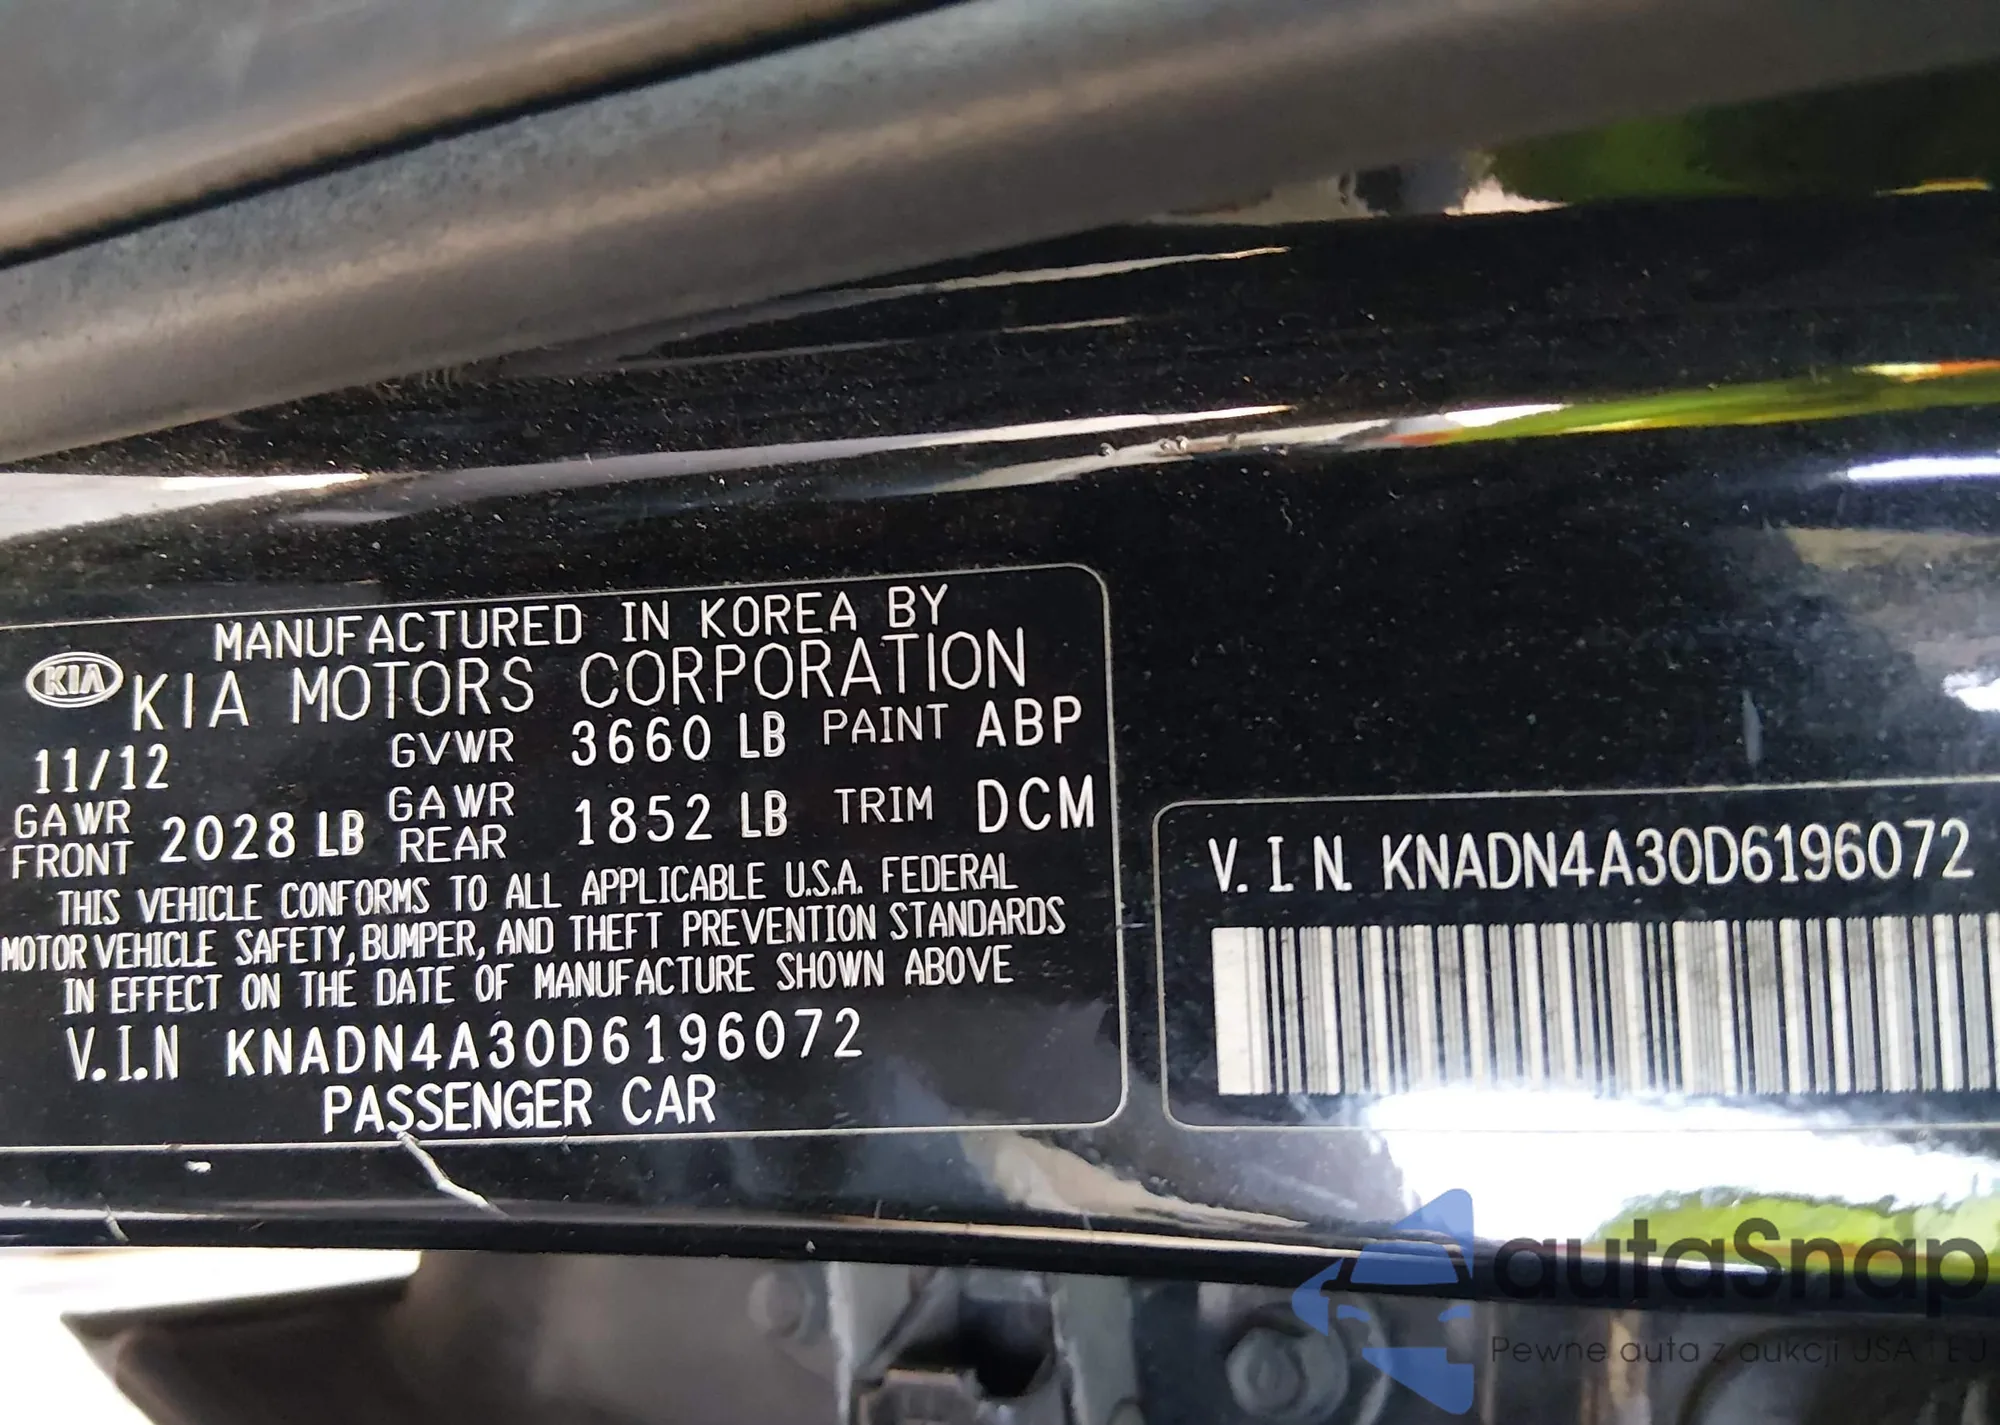 MANUFACTURED IN KOREA BY
KIA KIA MOTORS CORPORATION
11/12 GVWR 3660 LB PAINT ABP
GAWR FRONT 2028 LB GAWR REAR 1852 LB TRIM DCM
THIS VEHICLE CONFORMS TO ALL APPLICABLE U.S.A. FEDERAL
MOTOR VEHICLE SAFETY, BUMPER, AND THEFT PREVENTION STANDARDS
IN EFFECT ON THE DATE OF MANUFACTURE SHOWN ABOVE
V.I.N KNADN4A30D6196072
PASSENGER CAR
V.I.N. KNADN4A30D6196072
autaSnap
Pewne auta z aukcji USA i EU